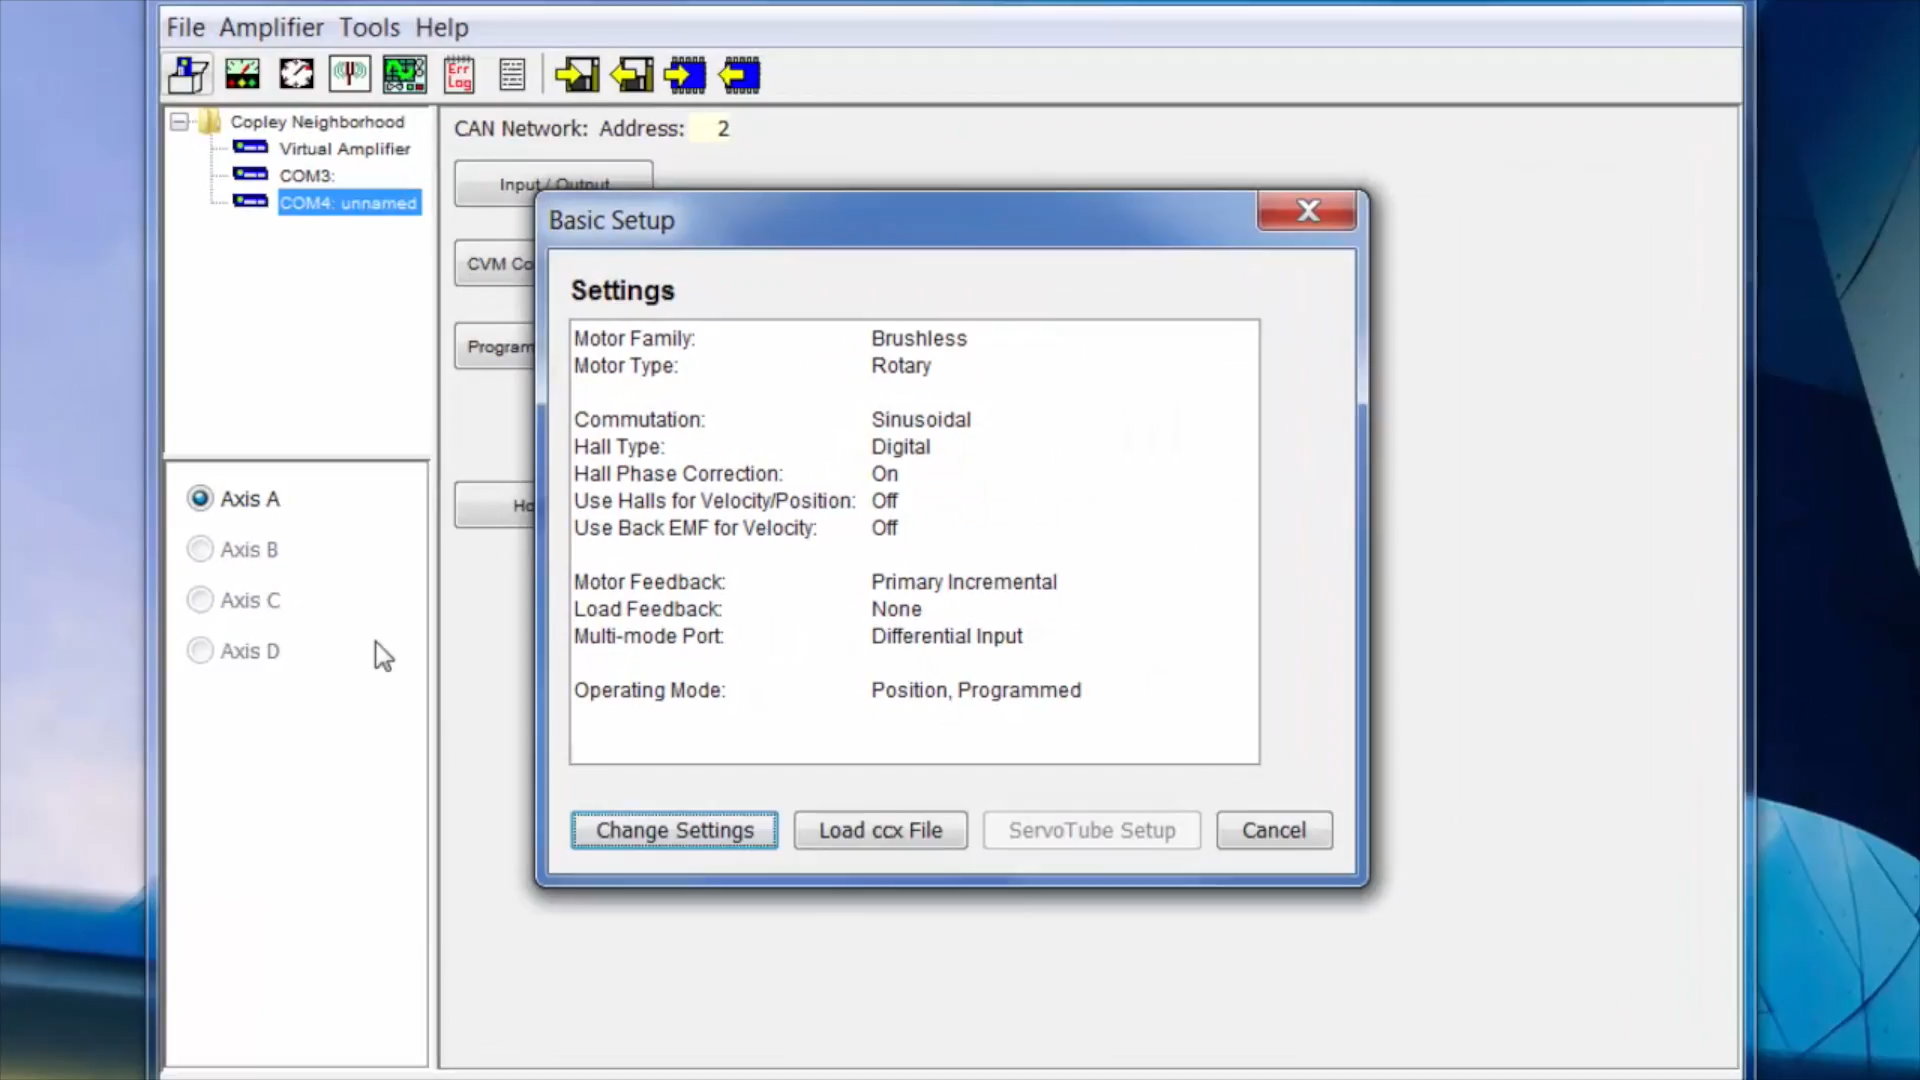 File Amplifier Tools Help
Err
Log
Copley Neighborhood
Virtual Amplifier
COM3:
COM4: unnamed
CAN Network: Address: 2
Input / Output
CVM Co
Program
Ho
Axis A
Axis B
Axis C
Axis D
Basic Setup
Settings
Motor Family: Brushless
Motor Type: Rotary
Commutation: Sinusoidal
Hall Type: Digital
Hall Phase Correction: On
Use Halls for Velocity/Position: Off
Use Back EMF for Velocity: Off
Motor Feedback: Primary Incremental
Load Feedback: None
Multi-mode Port: Differential Input
Operating Mode: Position, Programmed
Change Settings Load ccx File ServoTube Setup Cancel